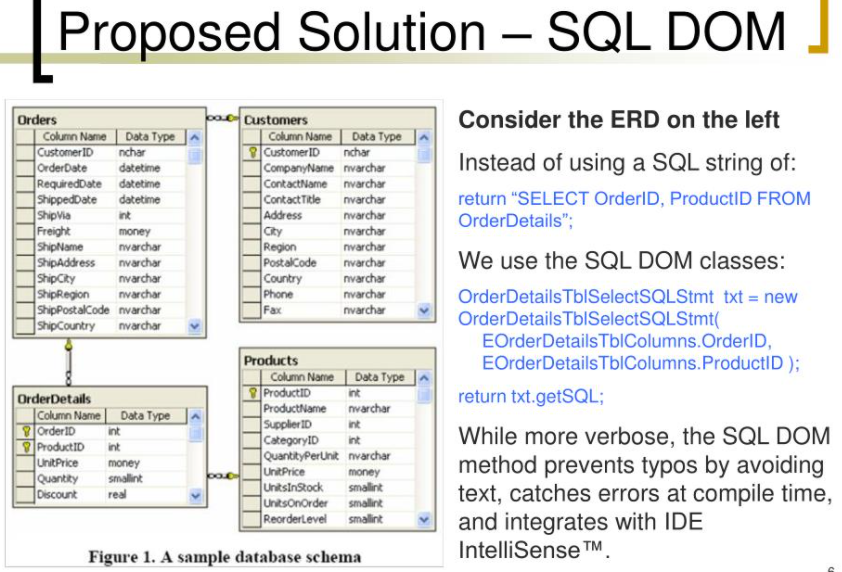 Proposed Solution – SQL DOM
Orders
Column Name Data Type
CustomerID nchar
OrderDate datetime
RequiredDate datetime
ShippedDate datetime
ShipVia int
Freight money
ShipName nvarchar
ShipAddress nvarchar
ShipCity nvarchar
ShipRegion nvarchar
ShipPostalCode nvarchar
ShipCountry nvarchar
Customers
Column Name Data Type
CustomerID nchar
CompanyName nvarchar
ContactName nvarchar
ContactTitle nvarchar
Address nvarchar
City nvarchar
Region nvarchar
PostalCode nvarchar
Country nvarchar
Phone nvarchar
Fax nvarchar
OrderDetails
Column Name Data Type
OrderID int
ProductID int
UnitPrice money
Quantity smallint
Discount real
Products
Column Name Data Type
ProductID int
ProductName nvarchar
SupplierID int
CategoryID int
QuantityPerUnit nvarchar
UnitPrice money
UnitsInStock smallint
UnitsOnOrder smallint
ReorderLevel smallint
Figure 1. A sample database schema
Consider the ERD on the left
Instead of using a SQL string of:
return “SELECT OrderID, ProductID FROM
OrderDetails”;
We use the SQL DOM classes:
OrderDetailsTblSelectSQLStmt txt = new
OrderDetailsTblSelectSQLStmt(
EOrderDetailsTblColumns.OrderID,
EOrderDetailsTblColumns.ProductID );
return txt.getSQL;
While more verbose, the SQL DOM
method prevents typos by avoiding
text, catches errors at compile time,
and integrates with IDE
IntelliSense™.